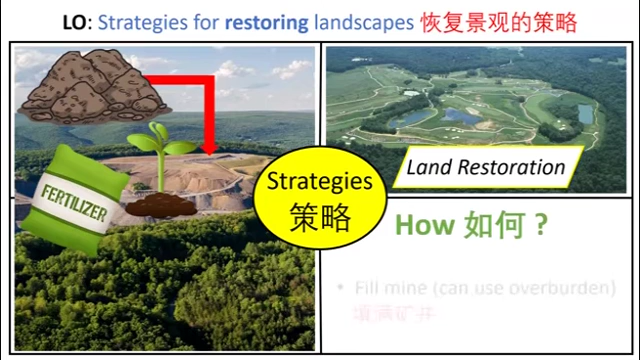 LO: Strategies for restoring landscapes 恢复景观的策略
FERTILIZER
Strategies
策略
Land Restoration
How 如何 ?
• Fill mine (can use overburden)
填满矿井